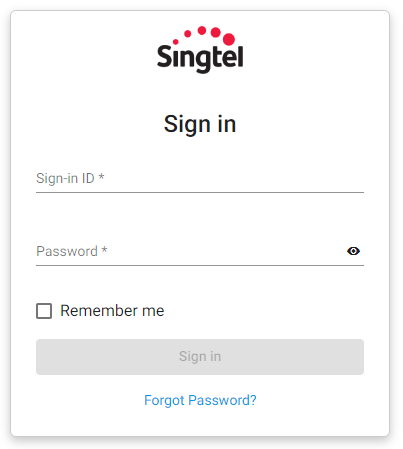 Singtel
Sign in
Sign-in ID *
Password *
Remember me
Sign in
Forgot Password?